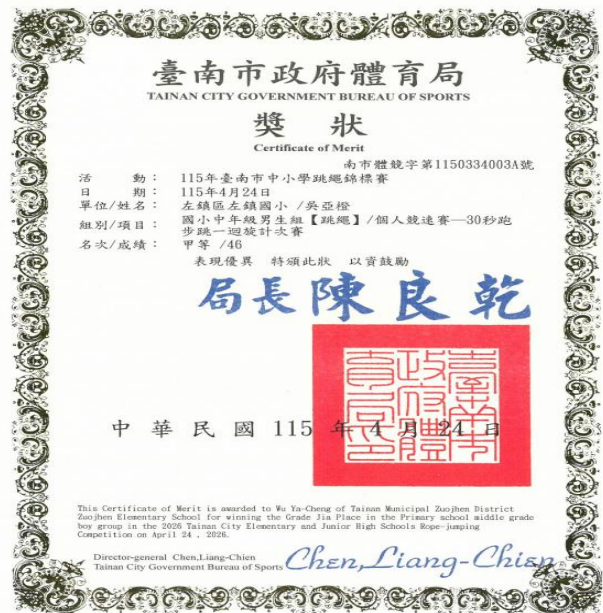 臺南市政府體育局
TAINAN CITY GOVERNMENT BUREAU OF SPORTS
獎 狀
Certificate of Merit
南市體競字第1150334003A號
活 動： 115年臺南市中小學跳繩錦標賽
日 期： 115年4月24日
單位/姓名： 左鎮區左鎮國小 /吳亞橙
組別/項目： 國小中年級男生組【跳繩】/個人競速賽—30秒跑
步跳一迴旋計次賽
名次/成績： 甲等 /46
表現優異 特頒此狀 以資鼓勵
局長陳良乾
臺南市政府體育局印
中華民國 115 年 4 月 24 日
This Certificate of Merit is awarded to Wu Ya-Cheng of Tainan Municipal Zuojhen District
Zuojhen Elementary School for winning the Grade Jia Place in the Primary school middle grade
boy group in the 2026 Tainan City Elementary and Junior High Schools Rope-jumping
Competition on April 24 , 2026.
Director-general Chen,Liang-Chien
Tainan City Government Bureau of Sports
Chen,Liang-Chien